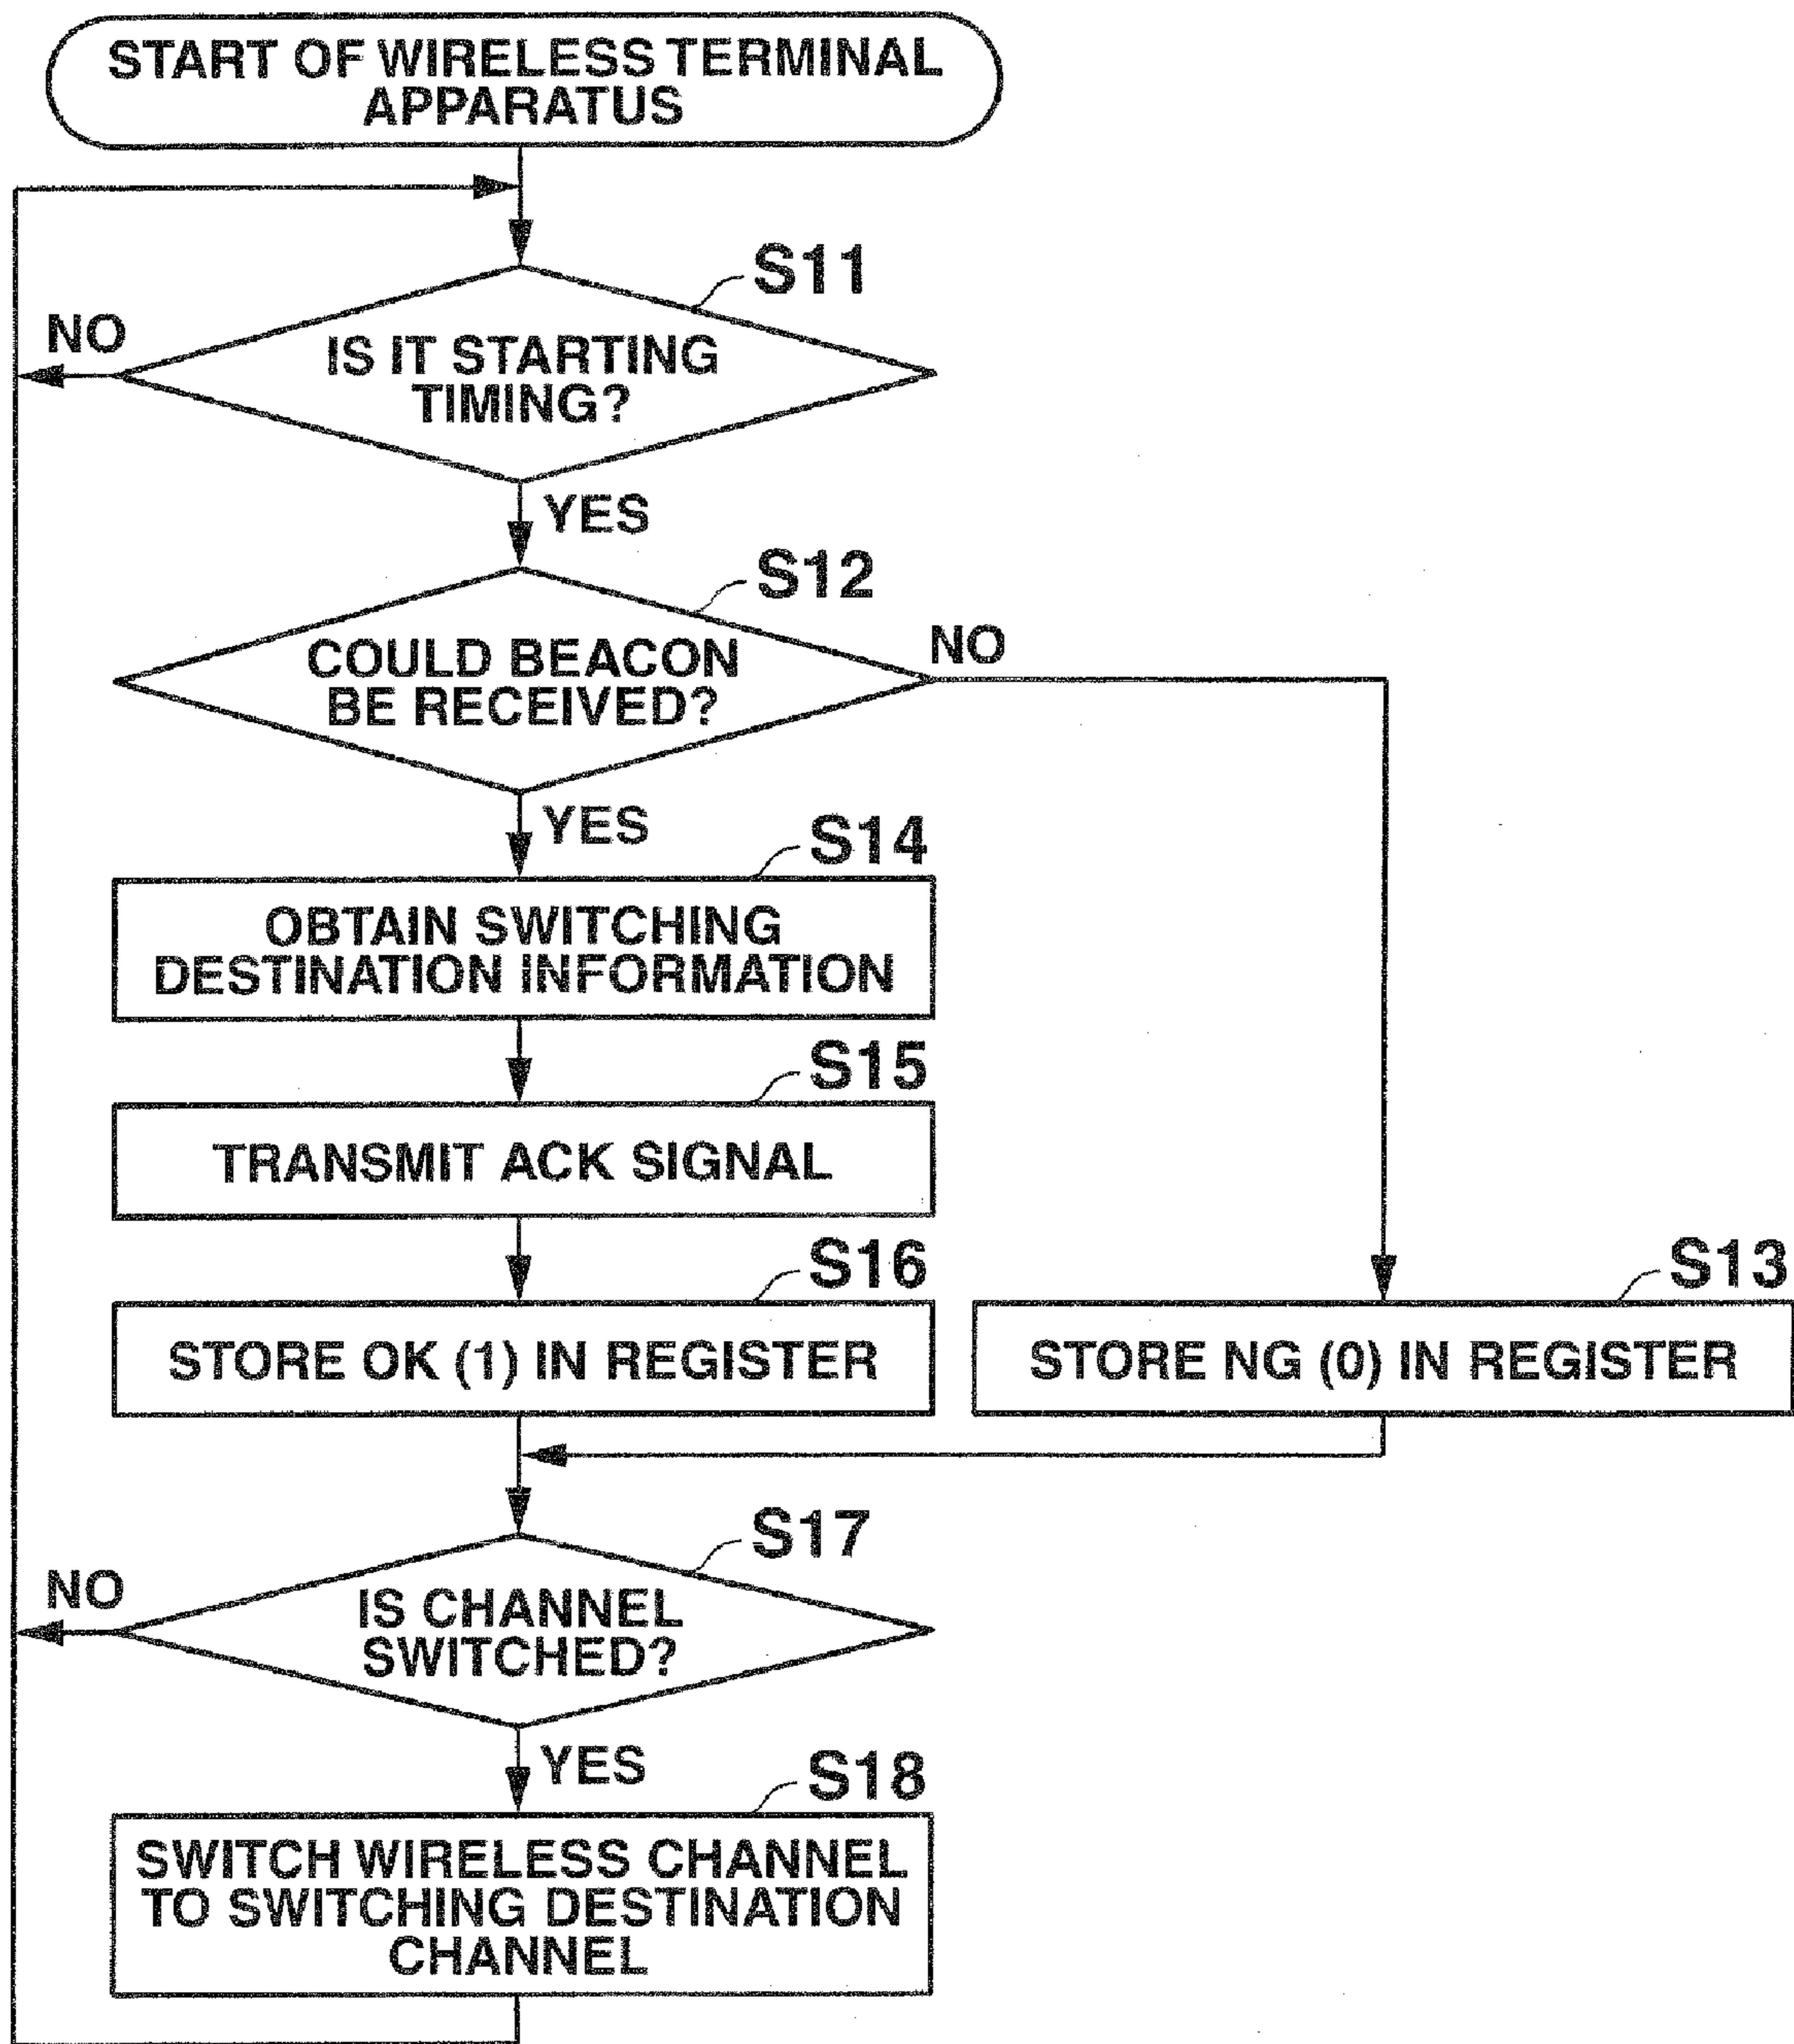 START OF WIRELESS TERMINAL
APPARATUS
S11
NO
IS IT STARTING
TIMING?
YES
S12
COULD BEACON
BE RECEIVED?
NO
YES
S14
OBTAIN SWITCHING
DESTINATION INFORMATION
S15
TRANSMIT ACK SIGNAL
S16
STORE OK (1) IN REGISTER
S13
STORE NG (0) IN REGISTER
S17
NO
IS CHANNEL
SWITCHED?
YES
S18
SWITCH WIRELESS CHANNEL
TO SWITCHING DESTINATION
CHANNEL